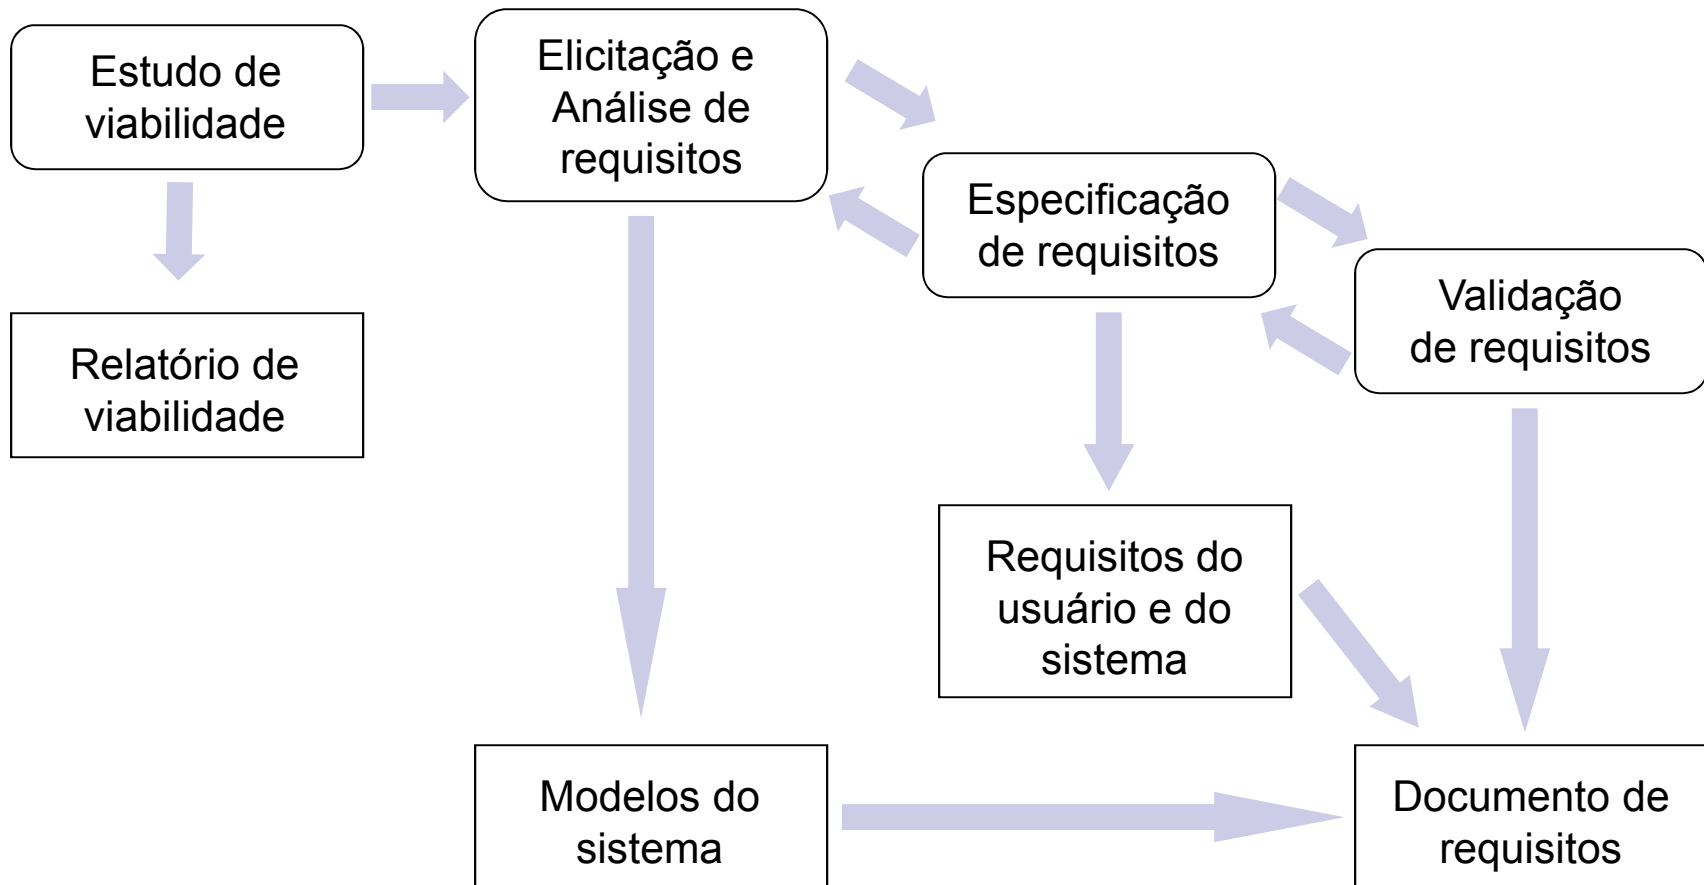 Estudo de
viabilidade
Elicitação e
Análise de
requisitos
Especificação
de requisitos
Validação
de requisitos
Relatório de
viabilidade
Requisitos do
usuário e do
sistema
Modelos do
sistema
Documento de
requisitos